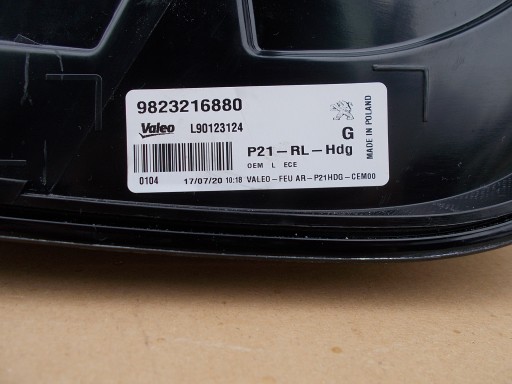 9823216880
Valeo L90123124
G
P21-RL-Hdg
OEM L ECE
0104 17/07/20 10:18 VALEO-FEU AR-P21HDG-CEM00
MADE IN POLAND